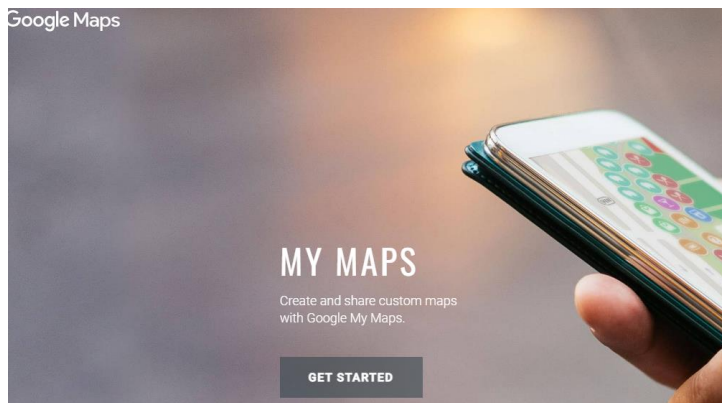 Google Maps
MY MAPS
Create and share custom maps
with Google My Maps.
GET STARTED